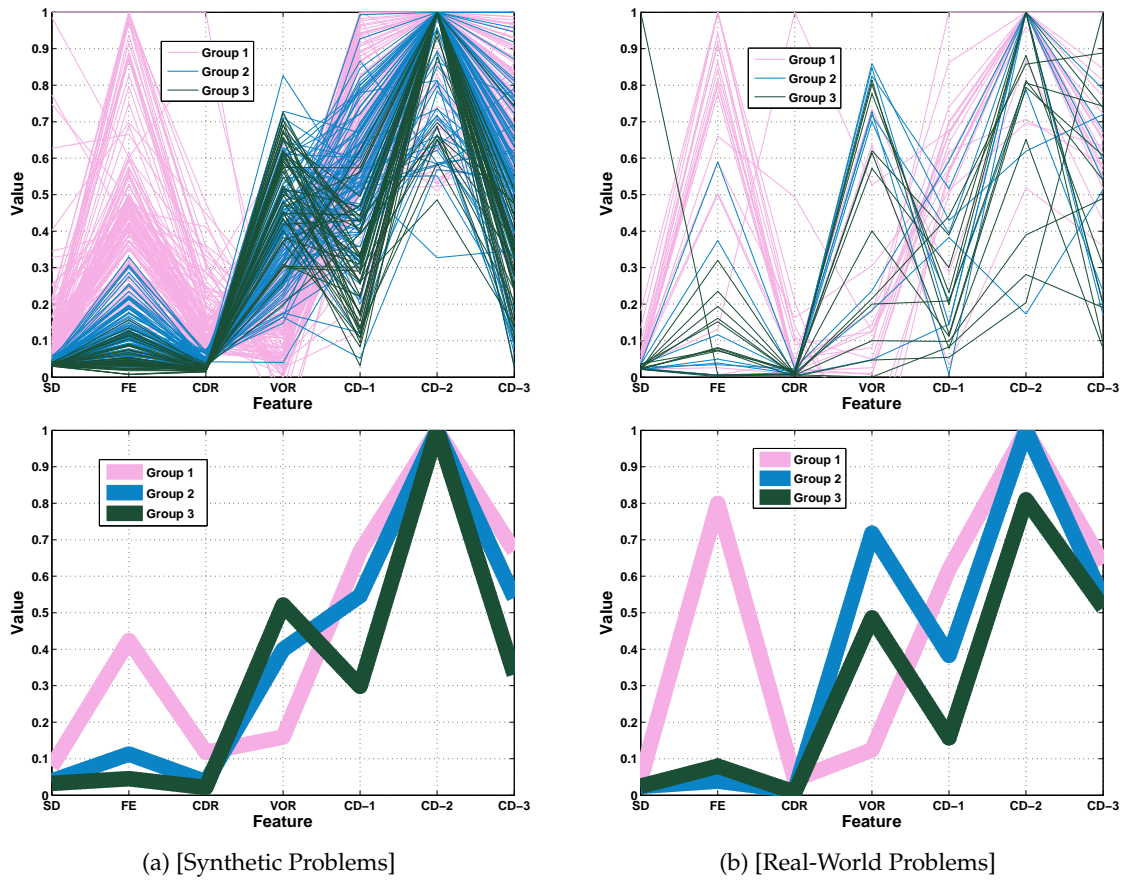 1
0.9
0.8
0.7
0.6
0.5
0.4
0.3
0.2
0.1
0
Value
Group 1
Group 2
Group 3
SD FE CDR VOR CD−1 CD−2 CD−3
Feature
1
0.9
0.8
0.7
0.6
0.5
0.4
0.3
0.2
0.1
0
Value
Group 1
Group 2
Group 3
SD FE CDR VOR CD−1 CD−2 CD−3
Feature
1
0.9
0.8
0.7
0.6
0.5
0.4
0.3
0.2
0.1
0
Value
Group 1
Group 2
Group 3
SD FE CDR VOR CD−1 CD−2 CD−3
Feature
1
0.9
0.8
0.7
0.6
0.5
0.4
0.3
0.2
0.1
0
Value
Group 1
Group 2
Group 3
SD FE CDR VOR CD−1 CD−2 CD−3
Feature
(a) [Synthetic Problems]
(b) [Real-World Problems]